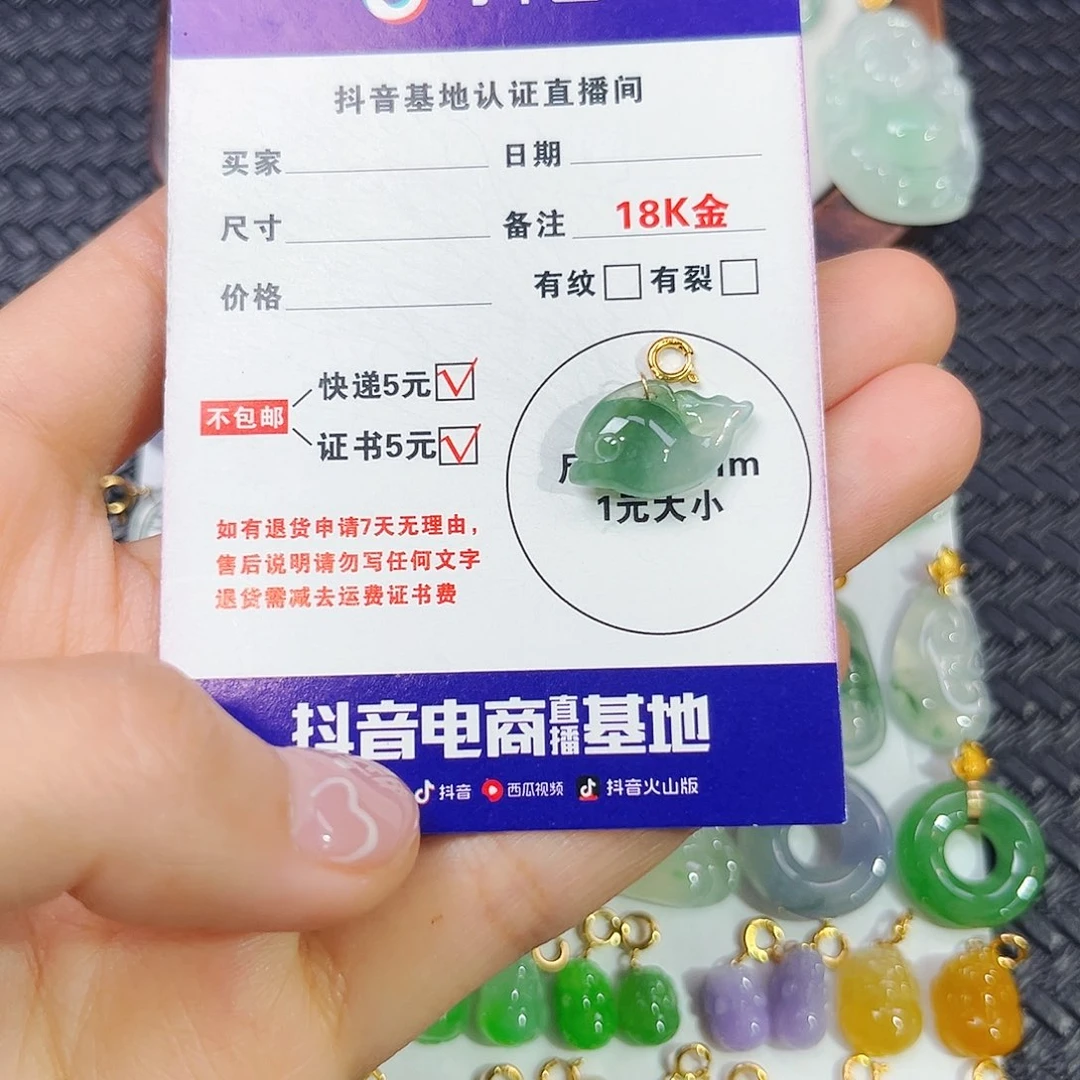 抖音基地认证直播间
买家 日期
尺寸 备注 18K金
价格 有纹 有裂
快递5元
不包邮
证书5元
1元大小
如有退货申请7天无理由，
售后说明请勿写任何文字
退货需减去运费证书费
抖音电商直播基地
抖音 西瓜视频 抖音火山版